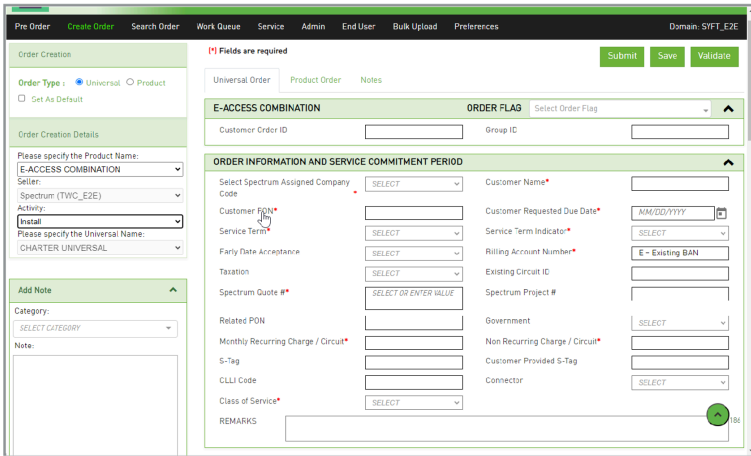 Pre Order Create Order Search Order Work Queue Service Admin End User Bulk Upload Preferences Domain: SYFT_E2E
Order Creation
Order Type : Universal Product
Set As Default
Order Creation Details
Please specify the Product Name:
E-ACCESS COMBINATION
Seller:
Spectrum (TWC_E2E)
Activity:
Install
Please specify the Universal Name:
CHARTER UNIVERSAL
Add Note
Category:
SELECT CATEGORY
Note:
(*) Fields are required
Submit Save Validate
Universal Order Product Order Notes
E-ACCESS COMBINATION ORDER FLAG Select Order Flag
Customer Order ID Group ID
ORDER INFORMATION AND SERVICE COMMITMENT PERIOD
Select Spectrum Assigned Company Code * SELECT Customer Name*
Customer PON* Customer Requested Due Date* MM/DD/YYYY
Service Term* SELECT Service Term Indicator* SELECT
Early Date Acceptance SELECT Billing Account Number* E - Existing BAN
Taxation SELECT Existing Circuit ID
Spectrum Quote #* SELECT OR ENTER VALUE Spectrum Project #
Related PON Government SELECT
Monthly Recurring Charge / Circuit* Non Recurring Charge / Circuit*
S-Tag Customer Provided S-Tag
CLLI Code Connector SELECT
Class of Service* SELECT
REMARKS 186